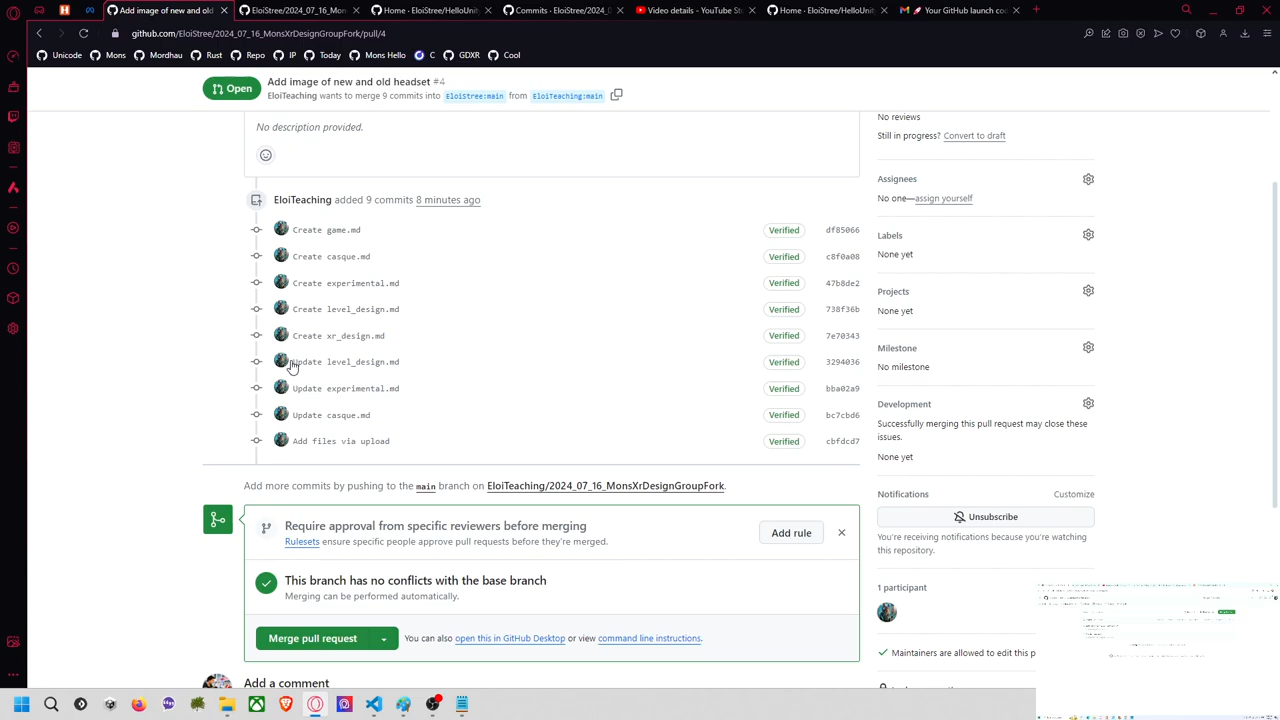 Add image of new and old
EloiStree/2024_07_16_Mons
Home · EloiStree/HelloUnity
Commits · EloiStree/2024_0
Video details - YouTube Stu
Home · EloiStree/HelloUnity
Your GitHub launch co
github.com/EloiStree/2024_07_16_MonsXrDesignGroupFork/pull/4
Unicode
Mons
Mordhau
Rust
Repo
IP
Today
Mons Hello
C
GDXR
Cool
Open
Add image of new and old headset #4
EloiTeaching wants to merge 9 commits into EloiStree:main from EloiTeaching:main
No description provided.
EloiTeaching added 9 commits 8 minutes ago
Create game.md Verified df85066
Create casque.md Verified c8f0a08
Create experimental.md Verified 47b8de2
Create level_design.md Verified 738f36b
Create xr_design.md Verified 7e70343
Update level_design.md Verified 3294036
Update experimental.md Verified bba02a9
Update casque.md Verified bc7cbd6
Add files via upload Verified cbfdcd7
Add more commits by pushing to the main branch on EloiTeaching/2024_07_16_MonsXrDesignGroupFork.
Require approval from specific reviewers before merging
Rulesets ensure specific people approve pull requests before they're merged.
Add rule
This branch has no conflicts with the base branch
Merging can be performed automatically.
Merge pull request
You can also open this in GitHub Desktop or view command line instructions.
Add a comment
No reviews
Still in progress? Convert to draft
Assignees
No one—assign yourself
Labels
None yet
Projects
None yet
Milestone
No milestone
Development
Successfully merging this pull request may close these
issues.
None yet
Notifications
Customize
Unsubscribe
You're receiving notifications because you're watching
this repository.
1 participant
Maintainers are allowed to edit this p